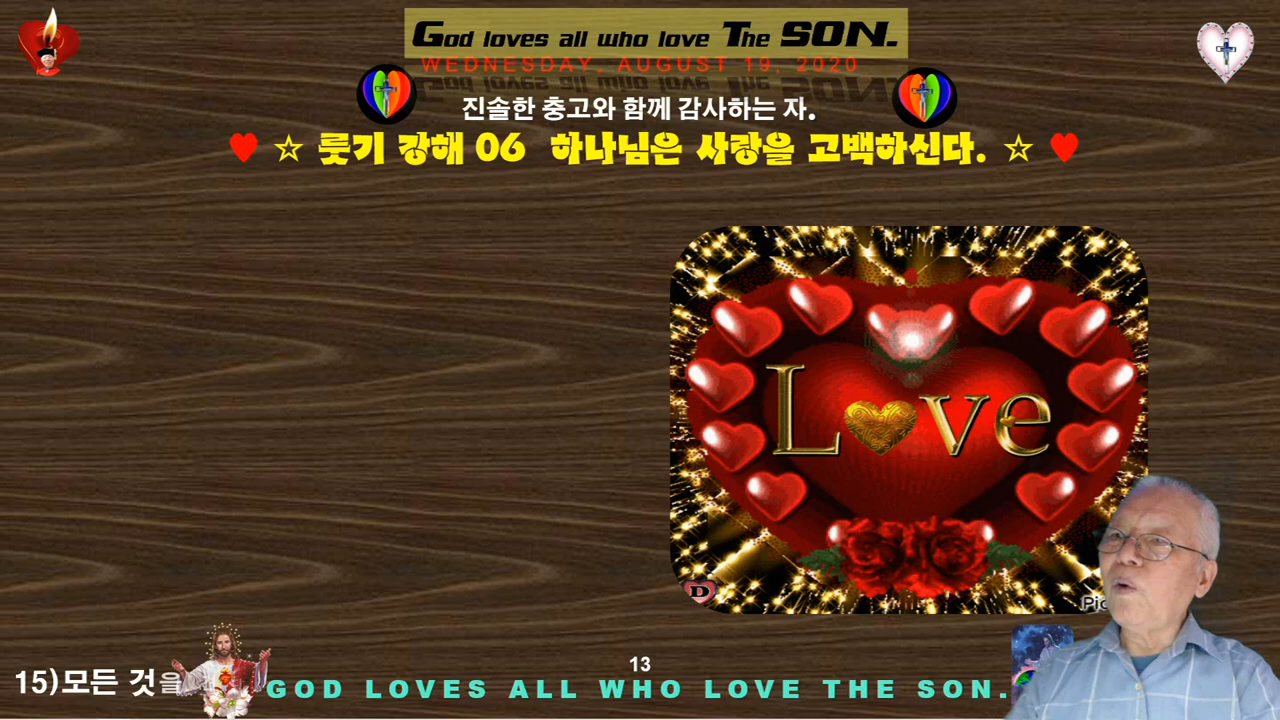 God loves all who love The SON.
WEDNESDAY, AUGUST 19, 2020
진솔한 충고와 함께 감사하는 자.
♥ ☆ 룻기 강해 06 하나님은 사랑을 고백하신다. ☆ ♥
Love
D
Pic
13
15)모든 것을
GOD LOVES ALL WHO LOVE THE SON.